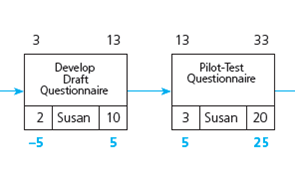 3 13 13 33
Develop
Draft
Questionnaire
Pilot-Test
Questionnaire
2 Susan 10 3 Susan 20
-5 5 5 25